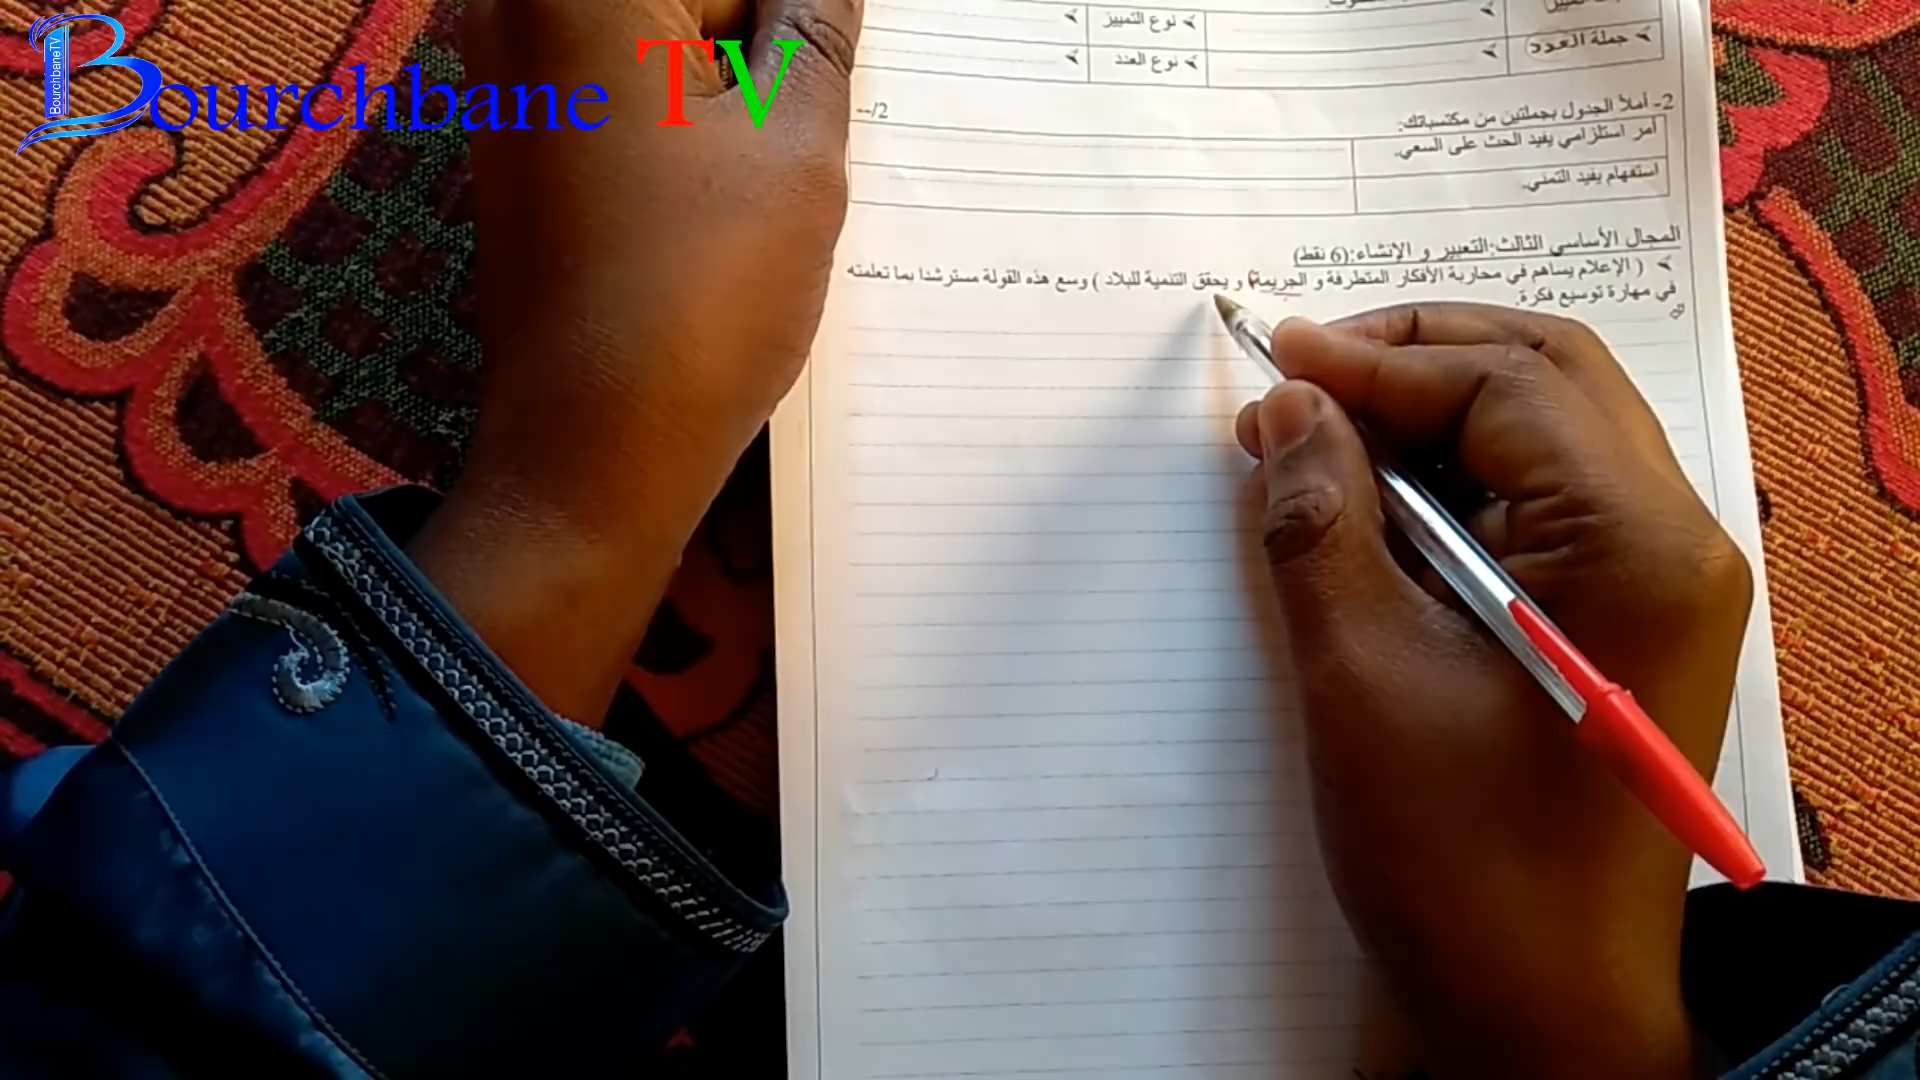 BourchbaneTV
Bourchbane TV
نوع التمييز
جملة العدد نوع العدد
2- أملأ الجدول بجملتين من مكتسباتك: --/2
أمر استلزامي يفيد الحث على السعي.
استفهام يفيد التمني.
المجال الأساسي الثالث:التعبير و الإنشاء:(6 نقط)
( الإعلام يساهم في محاربة الأفكار المتطرفة و الجريمة و يحقق التنمية للبلاد ) وسع هذه القولة مسترشدا بما تعلمته
في مهارة توسيع فكرة.